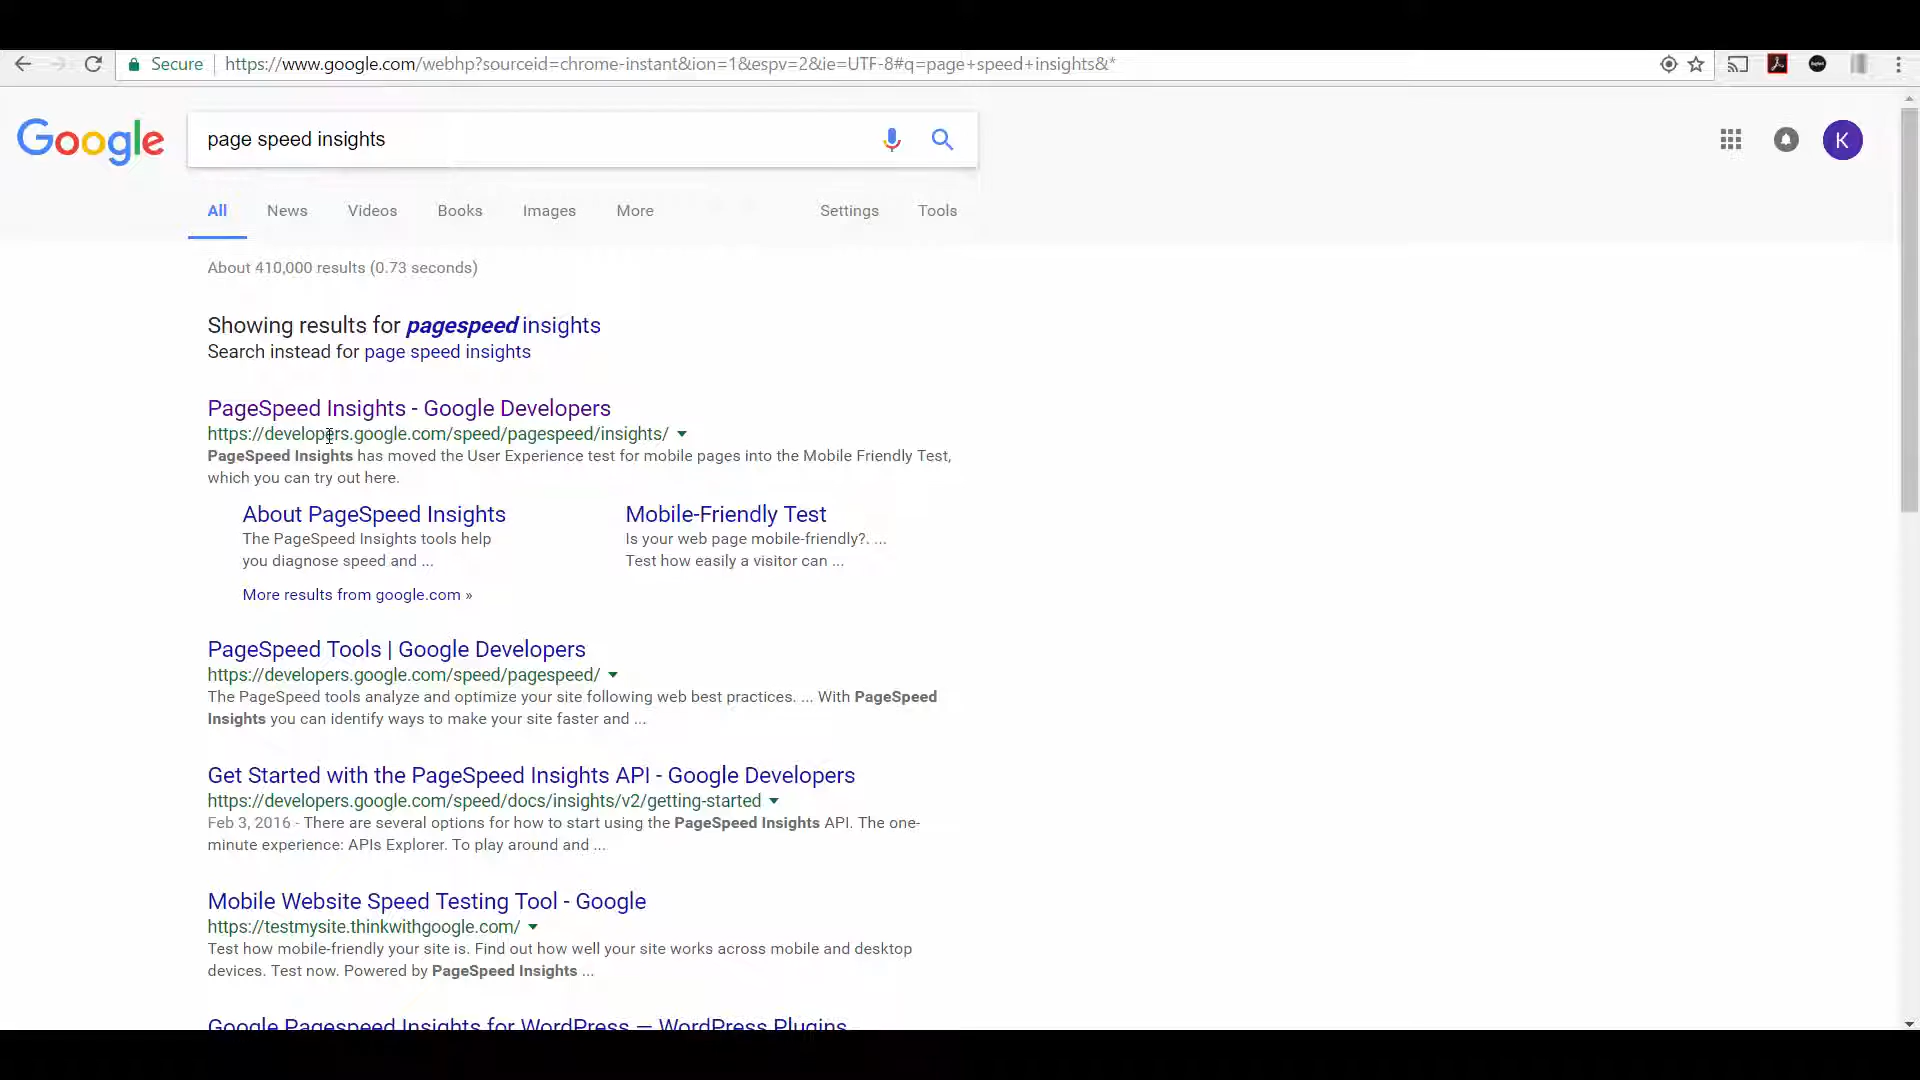 Secure https://www.google.com/webhp?sourceid=chrome-instant&ion=1&espv=2&ie=UTF-8#q=page+speed+insights&*
Google
page speed insights
K
All News Videos Books Images More Settings Tools
About 410,000 results (0.73 seconds)
Showing results for pagespeed insights
Search instead for page speed insights
PageSpeed Insights - Google Developers
https://developers.google.com/speed/pagespeed/insights/
PageSpeed Insights has moved the User Experience test for mobile pages into the Mobile Friendly Test,
which you can try out here.
About PageSpeed Insights
The PageSpeed Insights tools help
you diagnose speed and ...
Mobile-Friendly Test
Is your web page mobile-friendly?. ...
Test how easily a visitor can ...
More results from google.com »
PageSpeed Tools | Google Developers
https://developers.google.com/speed/pagespeed/
The PageSpeed tools analyze and optimize your site following web best practices. ... With PageSpeed
Insights you can identify ways to make your site faster and ...
Get Started with the PageSpeed Insights API - Google Developers
https://developers.google.com/speed/docs/insights/v2/getting-started
Feb 3, 2016 - There are several options for how to start using the PageSpeed Insights API. The one-
minute experience: APIs Explorer. To play around and ...
Mobile Website Speed Testing Tool - Google
https://testmysite.thinkwithgoogle.com/
Test how mobile-friendly your site is. Find out how well your site works across mobile and desktop
devices. Test now. Powered by PageSpeed Insights ...
Google Pagespeed Insights for WordPress — WordPress Plugins